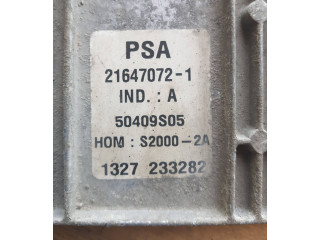 PSA
21647072-1
IND. : A
50409S05
HOM : S2000-2A
1327 233282